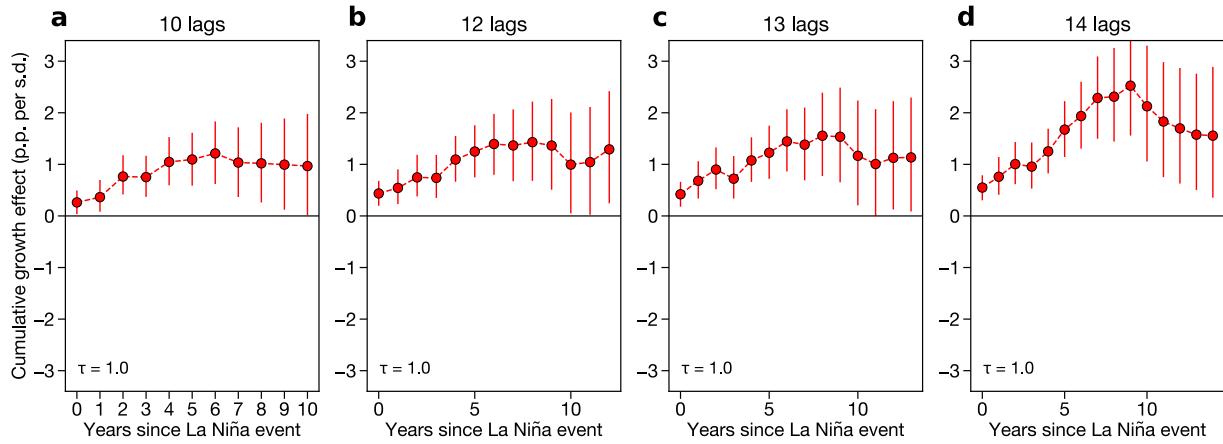 a
10 lags
Cumulative growth effect (p.p. per s.d.)
3
2
1
0
−1
−2
−3
τ = 1.0
0 1 2 3 4 5 6 7 8 9 10
Years since La Niña event
b
12 lags
3
2
1
0
−1
−2
−3
τ = 1.0
0 5 10
Years since La Niña event
c
13 lags
3
2
1
0
−1
−2
−3
τ = 1.0
0 5 10
Years since La Niña event
d
14 lags
3
2
1
0
−1
−2
−3
τ = 1.0
0 5 10
Years since La Niña event